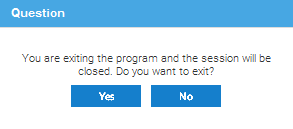 Question
You are exiting the program and the session will be
closed. Do you want to exit?
Yes
No